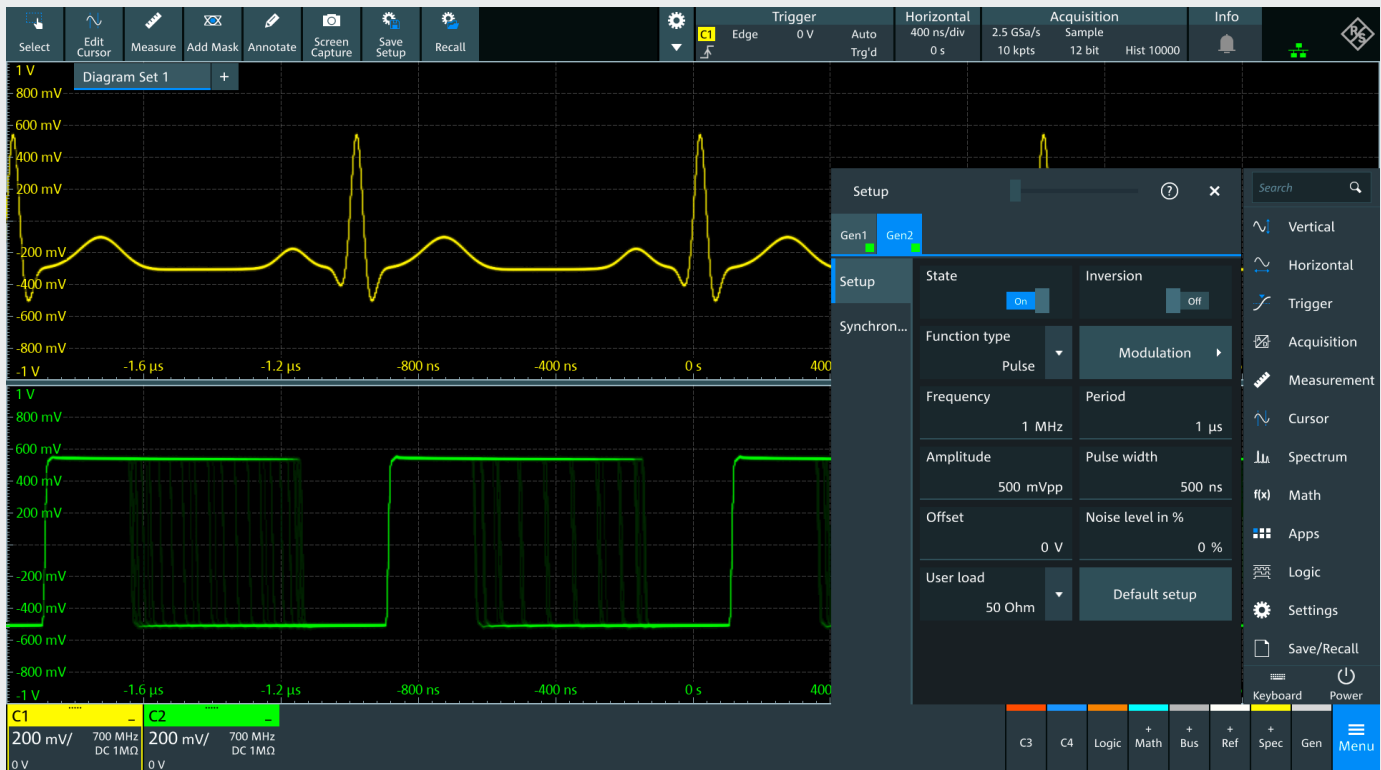 Select
Edit
Cursor
Measure
Add Mask
Annotate
Screen
Capture
Save
Setup
Recall
Trigger
C1 Edge 0 V Auto
Trg'd
Horizontal
400 ns/div
0 s
Acquisition
2.5 GSa/s Sample
10 kpts 12 bit Hist 10000
Info
R&S
Diagram Set 1 +
1 V
800 mV
600 mV
400 mV
200 mV
-200 mV
-400 mV
-600 mV
-800 mV
-1 V
-1.6 µs -1.2 µs -800 ns -400 ns 0 s 400
1 V
800 mV
600 mV
400 mV
200 mV
-200 mV
-400 mV
-600 mV
-800 mV
-1 V
-1.6 µs -1.2 µs -800 ns -400 ns 0 s 400
Setup ?
Gen1 Gen2
Setup
Synchron...
State
On
Inversion
Off
Function type
Pulse
Modulation
Frequency
1 MHz
Period
1 µs
Amplitude
500 mVpp
Pulse width
500 ns
Offset
0 V
Noise level in %
0 %
User load
50 Ohm
Default setup
Search
Vertical
Horizontal
Trigger
Acquisition
Measurement
Cursor
Spectrum
f(x) Math
Apps
Logic
Settings
Save/Recall
Keyboard
Power
C1
200 mV/ 700 MHz
DC 1MΩ
0 V
C2
200 mV/ 700 MHz
DC 1MΩ
0 V
C3
C4
Logic
+ Math
+ Bus
+ Ref
+ Spec
Gen
Menu